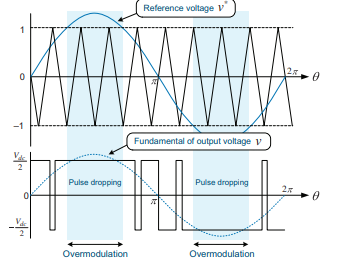 Reference voltage v*
1
0
π
2π
θ
−1
Fundamental of output voltage v
Vdc/2
Pulse dropping
Pulse dropping
0
π
2π
θ
−Vdc/2
Overmodulation
Overmodulation